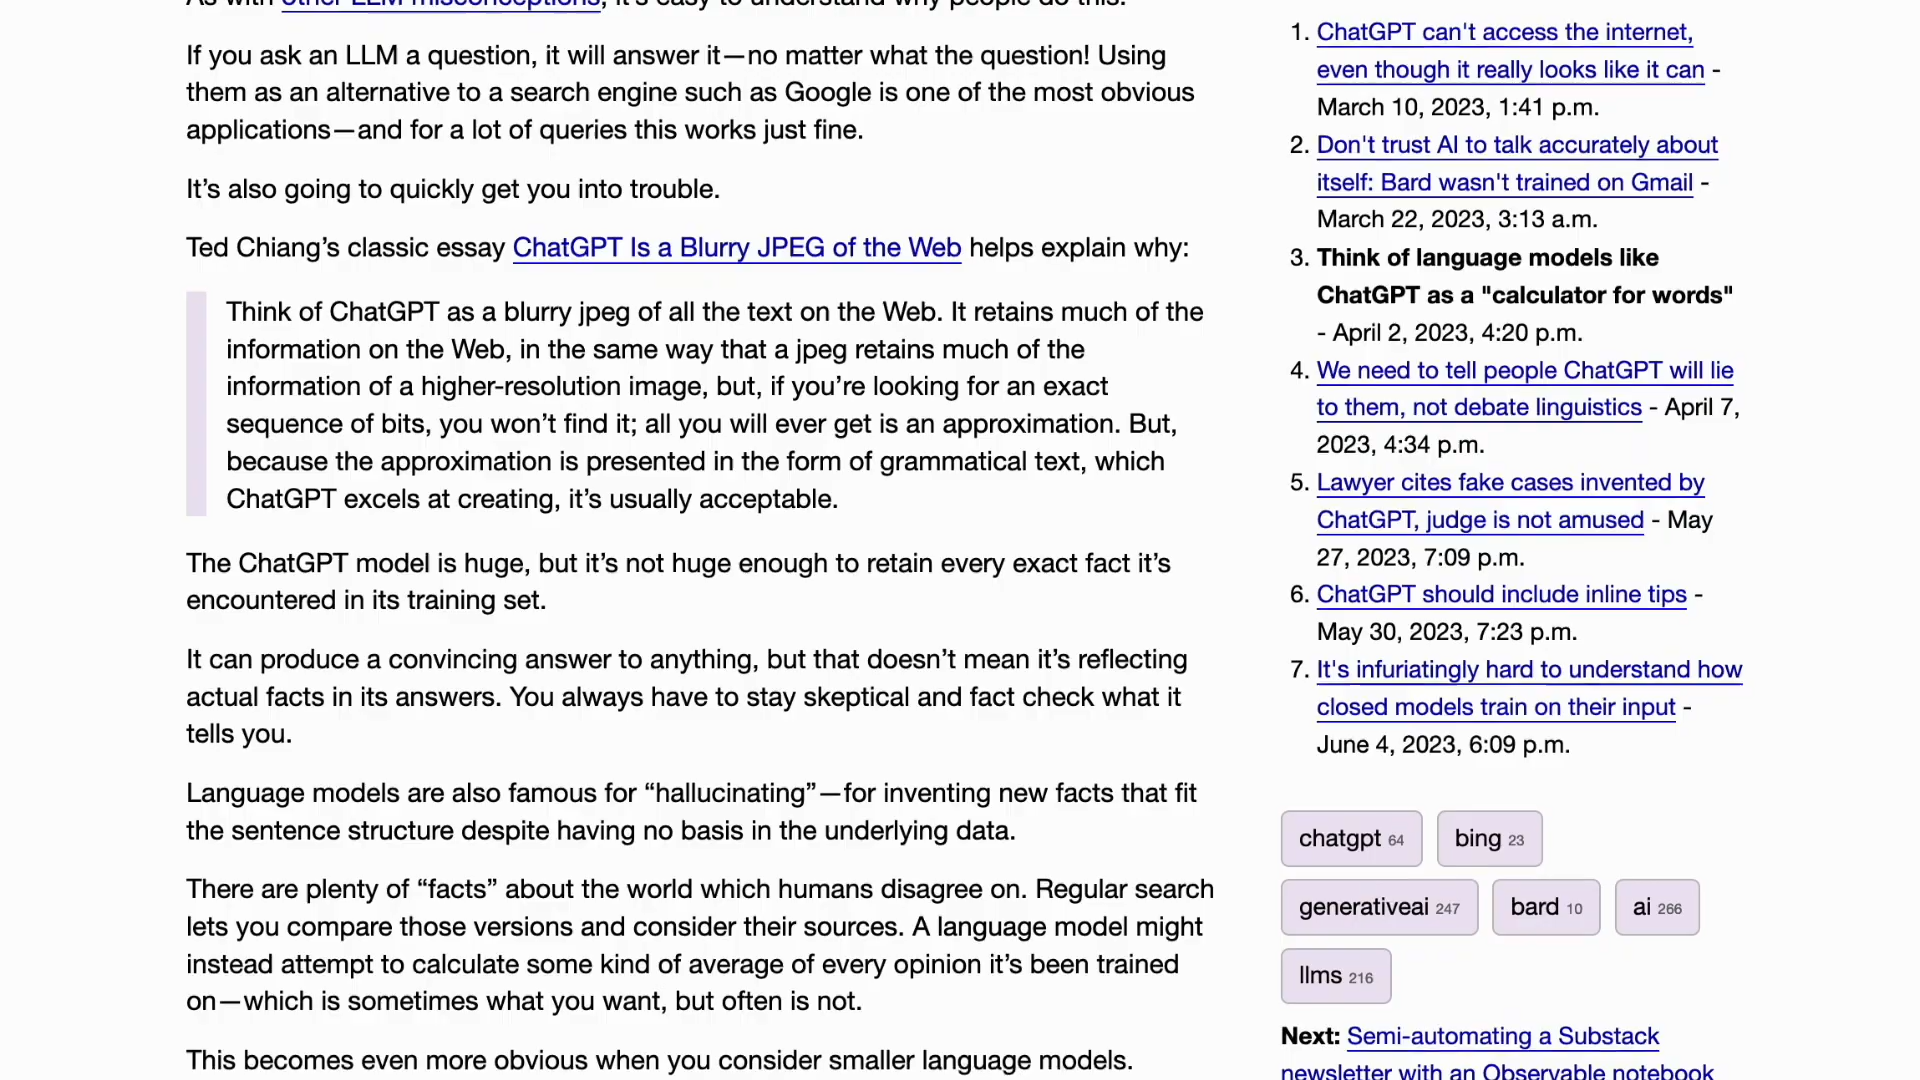 As with other LLM misconceptions, it's easy to understand why people do this.
If you ask an LLM a question, it will answer it—no matter what the question! Using
them as an alternative to a search engine such as Google is one of the most obvious
applications—and for a lot of queries this works just fine.
It’s also going to quickly get you into trouble.
Ted Chiang’s classic essay ChatGPT Is a Blurry JPEG of the Web helps explain why:
Think of ChatGPT as a blurry jpeg of all the text on the Web. It retains much of the
information on the Web, in the same way that a jpeg retains much of the
information of a higher-resolution image, but, if you’re looking for an exact
sequence of bits, you won’t find it; all you will ever get is an approximation. But,
because the approximation is presented in the form of grammatical text, which
ChatGPT excels at creating, it’s usually acceptable.
The ChatGPT model is huge, but it’s not huge enough to retain every exact fact it’s
encountered in its training set.
It can produce a convincing answer to anything, but that doesn’t mean it’s reflecting
actual facts in its answers. You always have to stay skeptical and fact check what it
tells you.
Language models are also famous for “hallucinating”—for inventing new facts that fit
the sentence structure despite having no basis in the underlying data.
There are plenty of “facts” about the world which humans disagree on. Regular search
lets you compare those versions and consider their sources. A language model might
instead attempt to calculate some kind of average of every opinion it’s been trained
on—which is sometimes what you want, but often is not.
This becomes even more obvious when you consider smaller language models.
1. ChatGPT can't access the internet,
even though it really looks like it can -
March 10, 2023, 1:41 p.m.
2. Don't trust AI to talk accurately about
itself: Bard wasn't trained on Gmail -
March 22, 2023, 3:13 a.m.
3. Think of language models like
ChatGPT as a "calculator for words"
- April 2, 2023, 4:20 p.m.
4. We need to tell people ChatGPT will lie
to them, not debate linguistics - April 7,
2023, 4:34 p.m.
5. Lawyer cites fake cases invented by
ChatGPT, judge is not amused - May
27, 2023, 7:09 p.m.
6. ChatGPT should include inline tips -
May 30, 2023, 7:23 p.m.
7. It's infuriatingly hard to understand how
closed models train on their input -
June 4, 2023, 6:09 p.m.
chatgpt 64 bing 23
generativeai 247 bard 10 ai 266
llms 216
Next: Semi-automating a Substack
newsletter with an Observable notebook